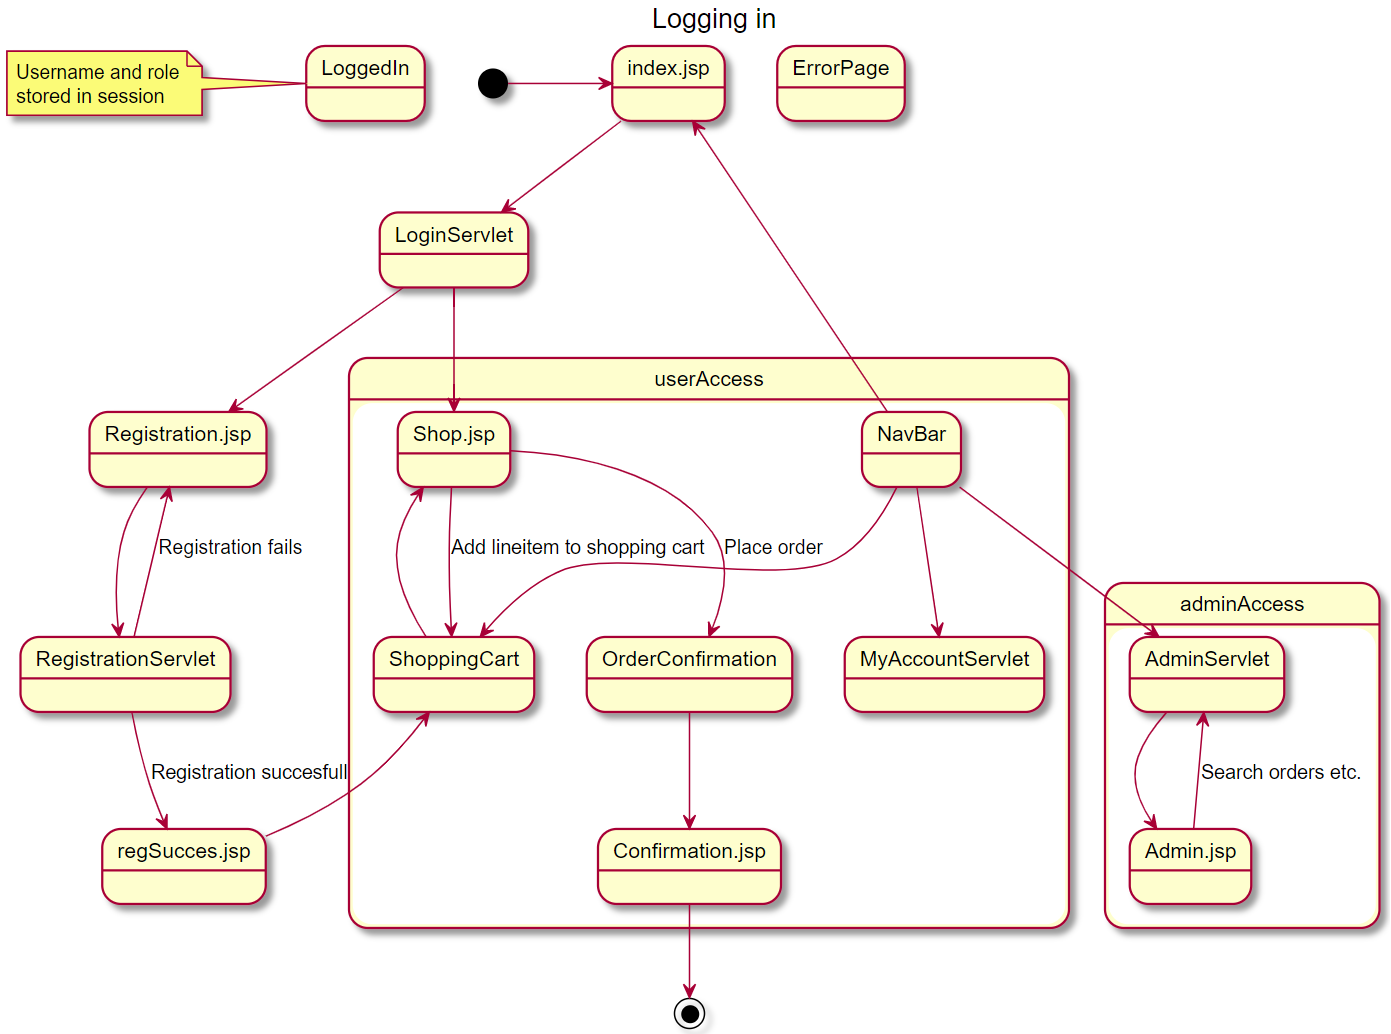 Logging in
Username and role
stored in session
LoggedIn
index.jsp
ErrorPage
LoginServlet
userAccess
Registration.jsp
Shop.jsp
NavBar
Registration fails
Add lineitem to shopping cart
Place order
adminAccess
RegistrationServlet
ShoppingCart
OrderConfirmation
MyAccountServlet
AdminServlet
Registration succesfull
Search orders etc.
regSucces.jsp
Confirmation.jsp
Admin.jsp